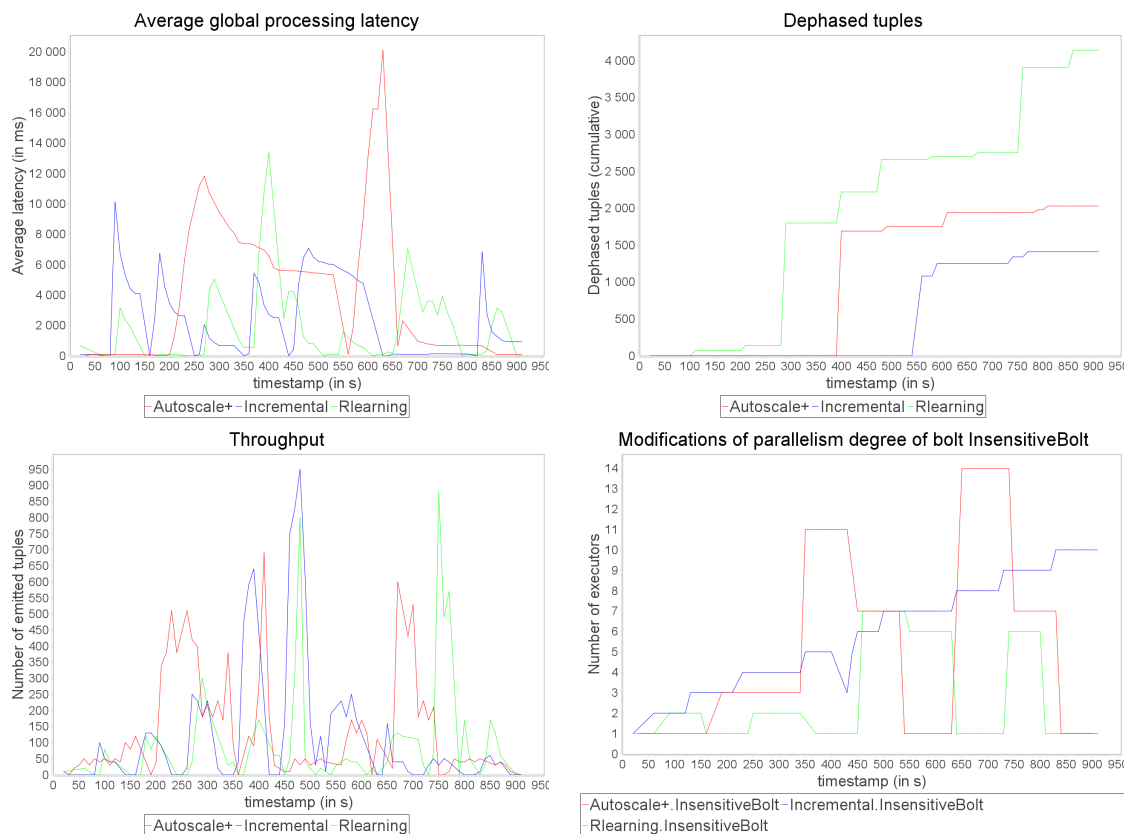 Average global processing latency
20 000
18 000
16 000
14 000
12 000
10 000
8 000
6 000
4 000
2 000
0
Average latency (in ms)
0 50 100 150 200 250 300 350 400 450 500 550 600 650 700 750 800 850 900 950
timestamp (in s)
Autoscale+ Incremental Rlearning
Dephased tuples
4 000
3 500
3 000
2 500
2 000
1 500
1 000
500
0
Dephased tuples (cumulative)
0 50 100 150 200 250 300 350 400 450 500 550 600 650 700 750 800 850 900 950
timestamp (in s)
Autoscale+ Incremental Rlearning
Throughput
950
900
850
800
750
700
650
600
550
500
450
400
350
300
250
200
150
100
50
0
Number of emitted tuples
0 50 100 150 200 250 300 350 400 450 500 550 600 650 700 750 800 850 900 950
timestamp (in s)
Autoscale+ Incremental Rlearning
Modifications of parallelism degree of bolt InsensitiveBolt
14
13
12
11
10
9
8
7
6
5
4
3
2
1
0
Number of executors
0 50 100 150 200 250 300 350 400 450 500 550 600 650 700 750 800 850 900 950
timestamp (in s)
Autoscale+.InsensitiveBolt Incremental.InsensitiveBolt
Rlearning.InsensitiveBolt